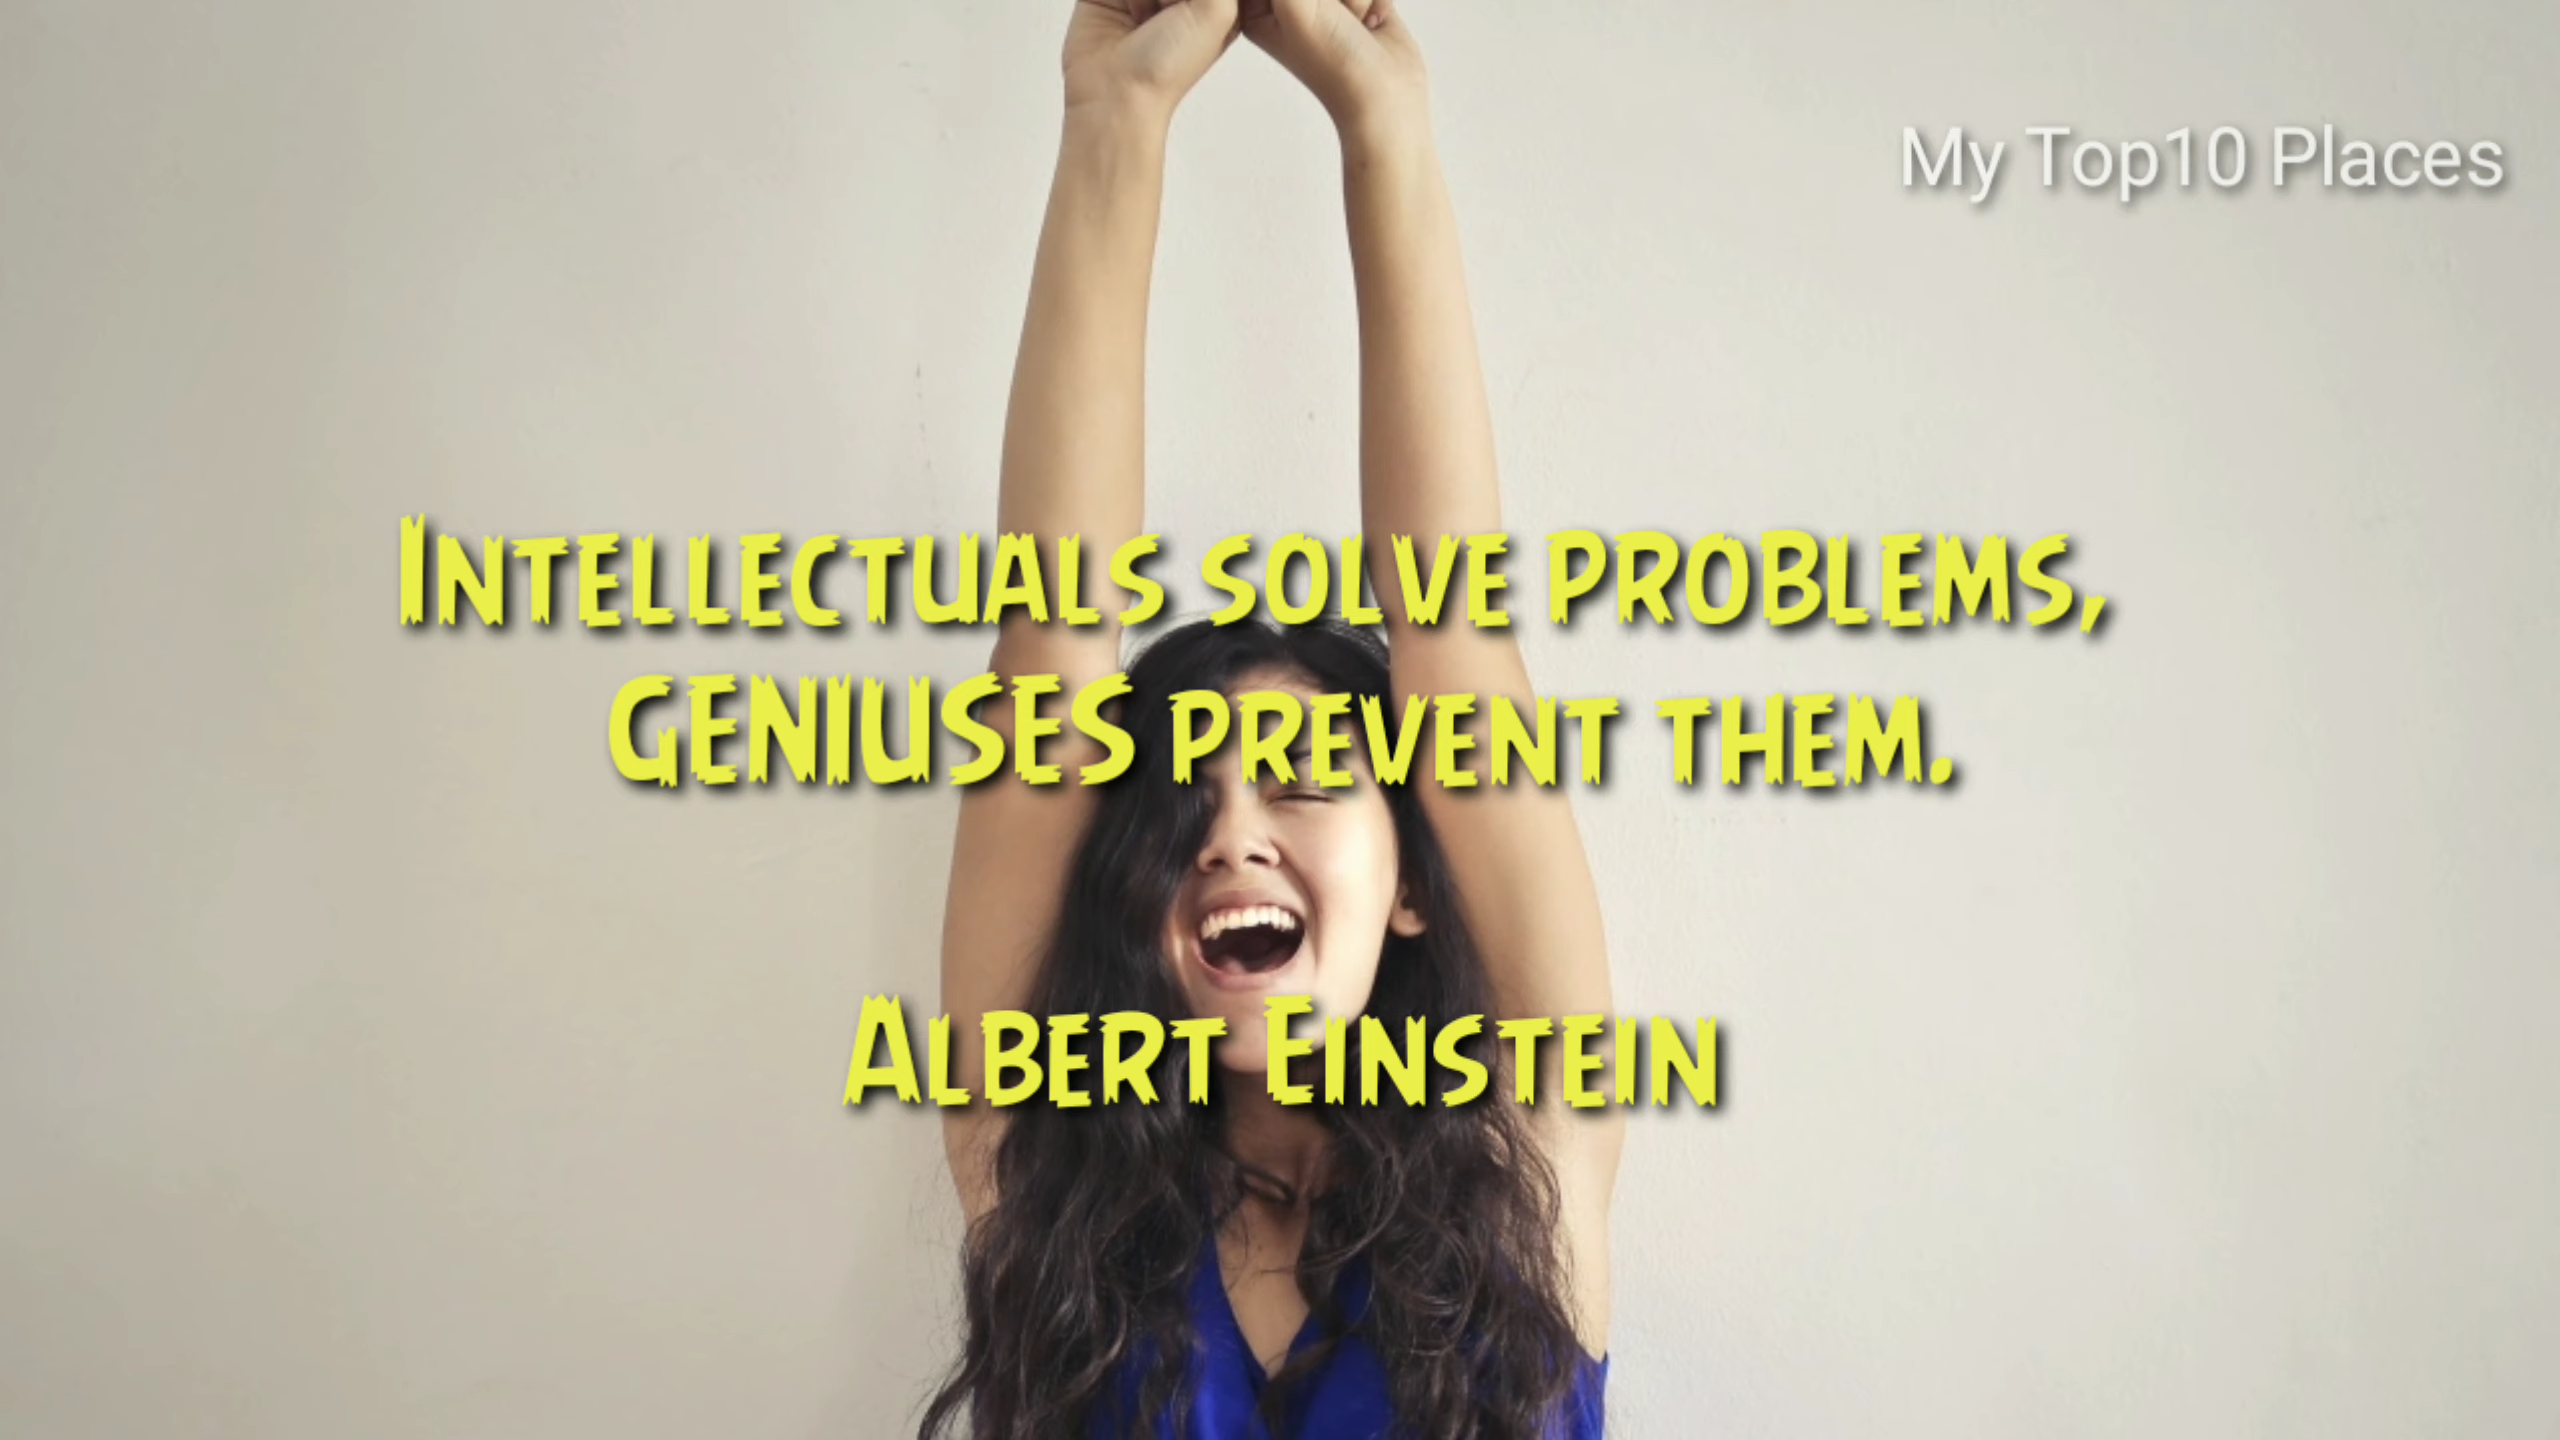 My Top10 Places
Intellectuals solve problems,
GENIUSES prevent them.
Albert Einstein